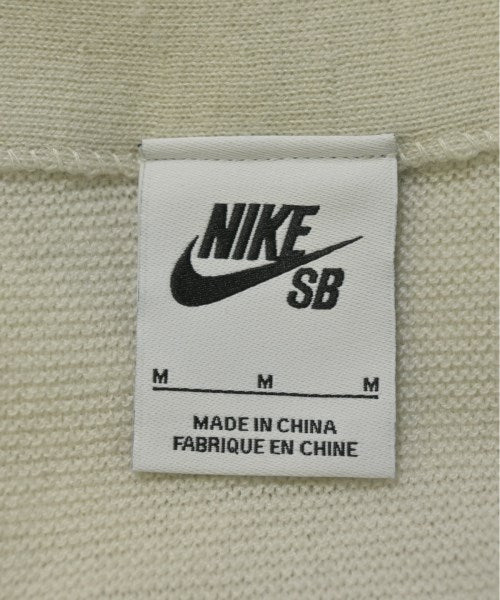 NIKE
SB
M M M
MADE IN CHINA
FABRIQUE EN CHINE